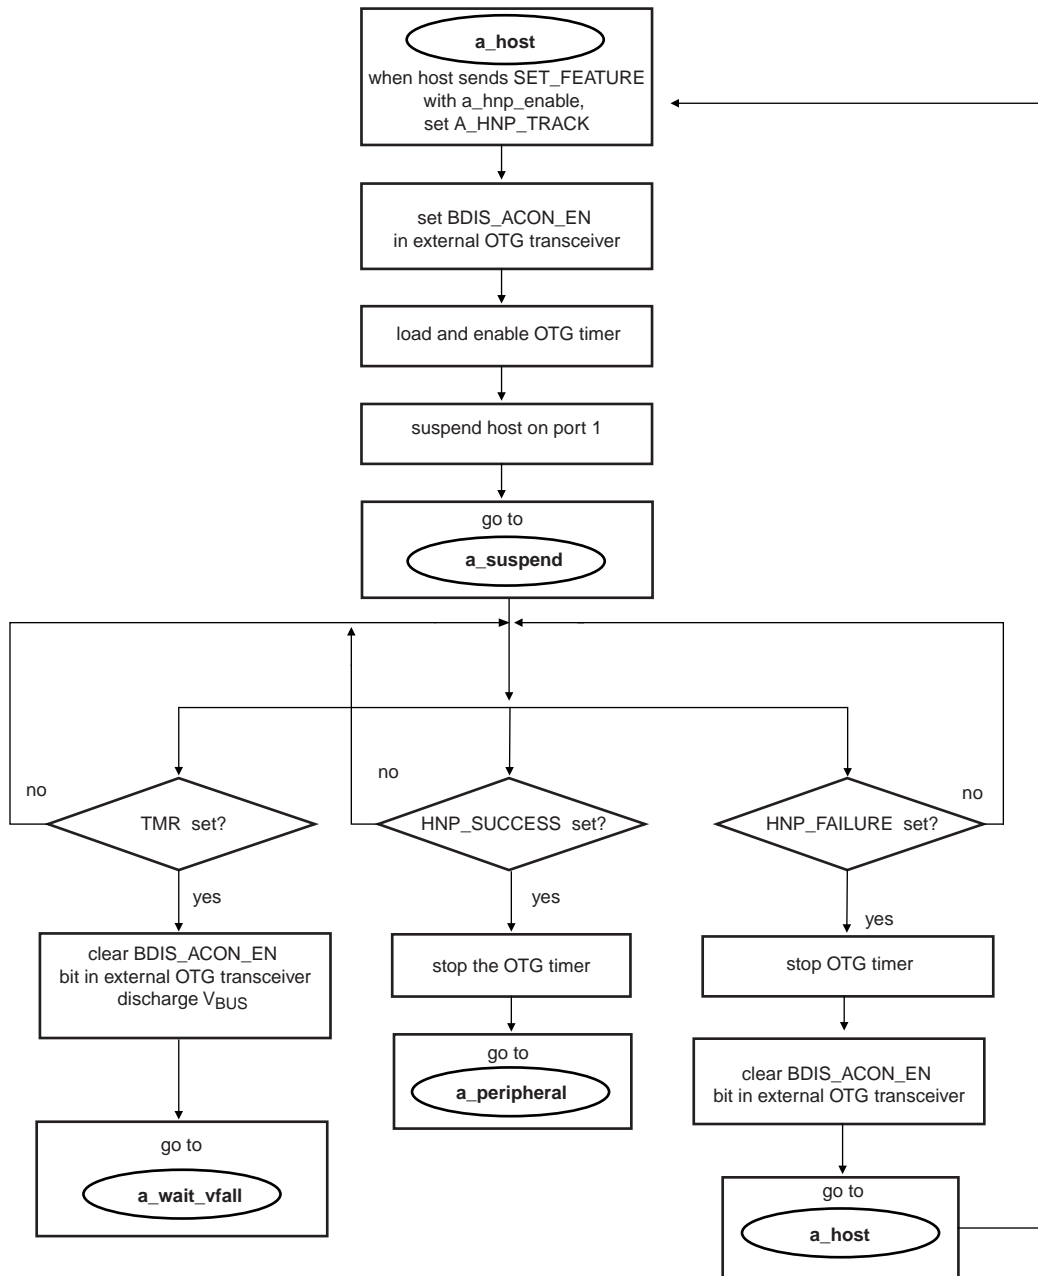 a_host
when host sends SET_FEATURE
with a_hnp_enable,
set A_HNP_TRACK
set BDIS_ACON_EN
in external OTG transceiver
load and enable OTG timer
suspend host on port 1
go to
a_suspend
no
TMR set?
yes
no
HNP_SUCCESS set?
yes
no
HNP_FAILURE set?
yes
clear BDIS_ACON_EN
bit in external OTG transceiver
discharge VBUS
go to
a_wait_vfall
stop the OTG timer
go to
a_peripheral
stop OTG timer
clear BDIS_ACON_EN
bit in external OTG transceiver
go to
a_host